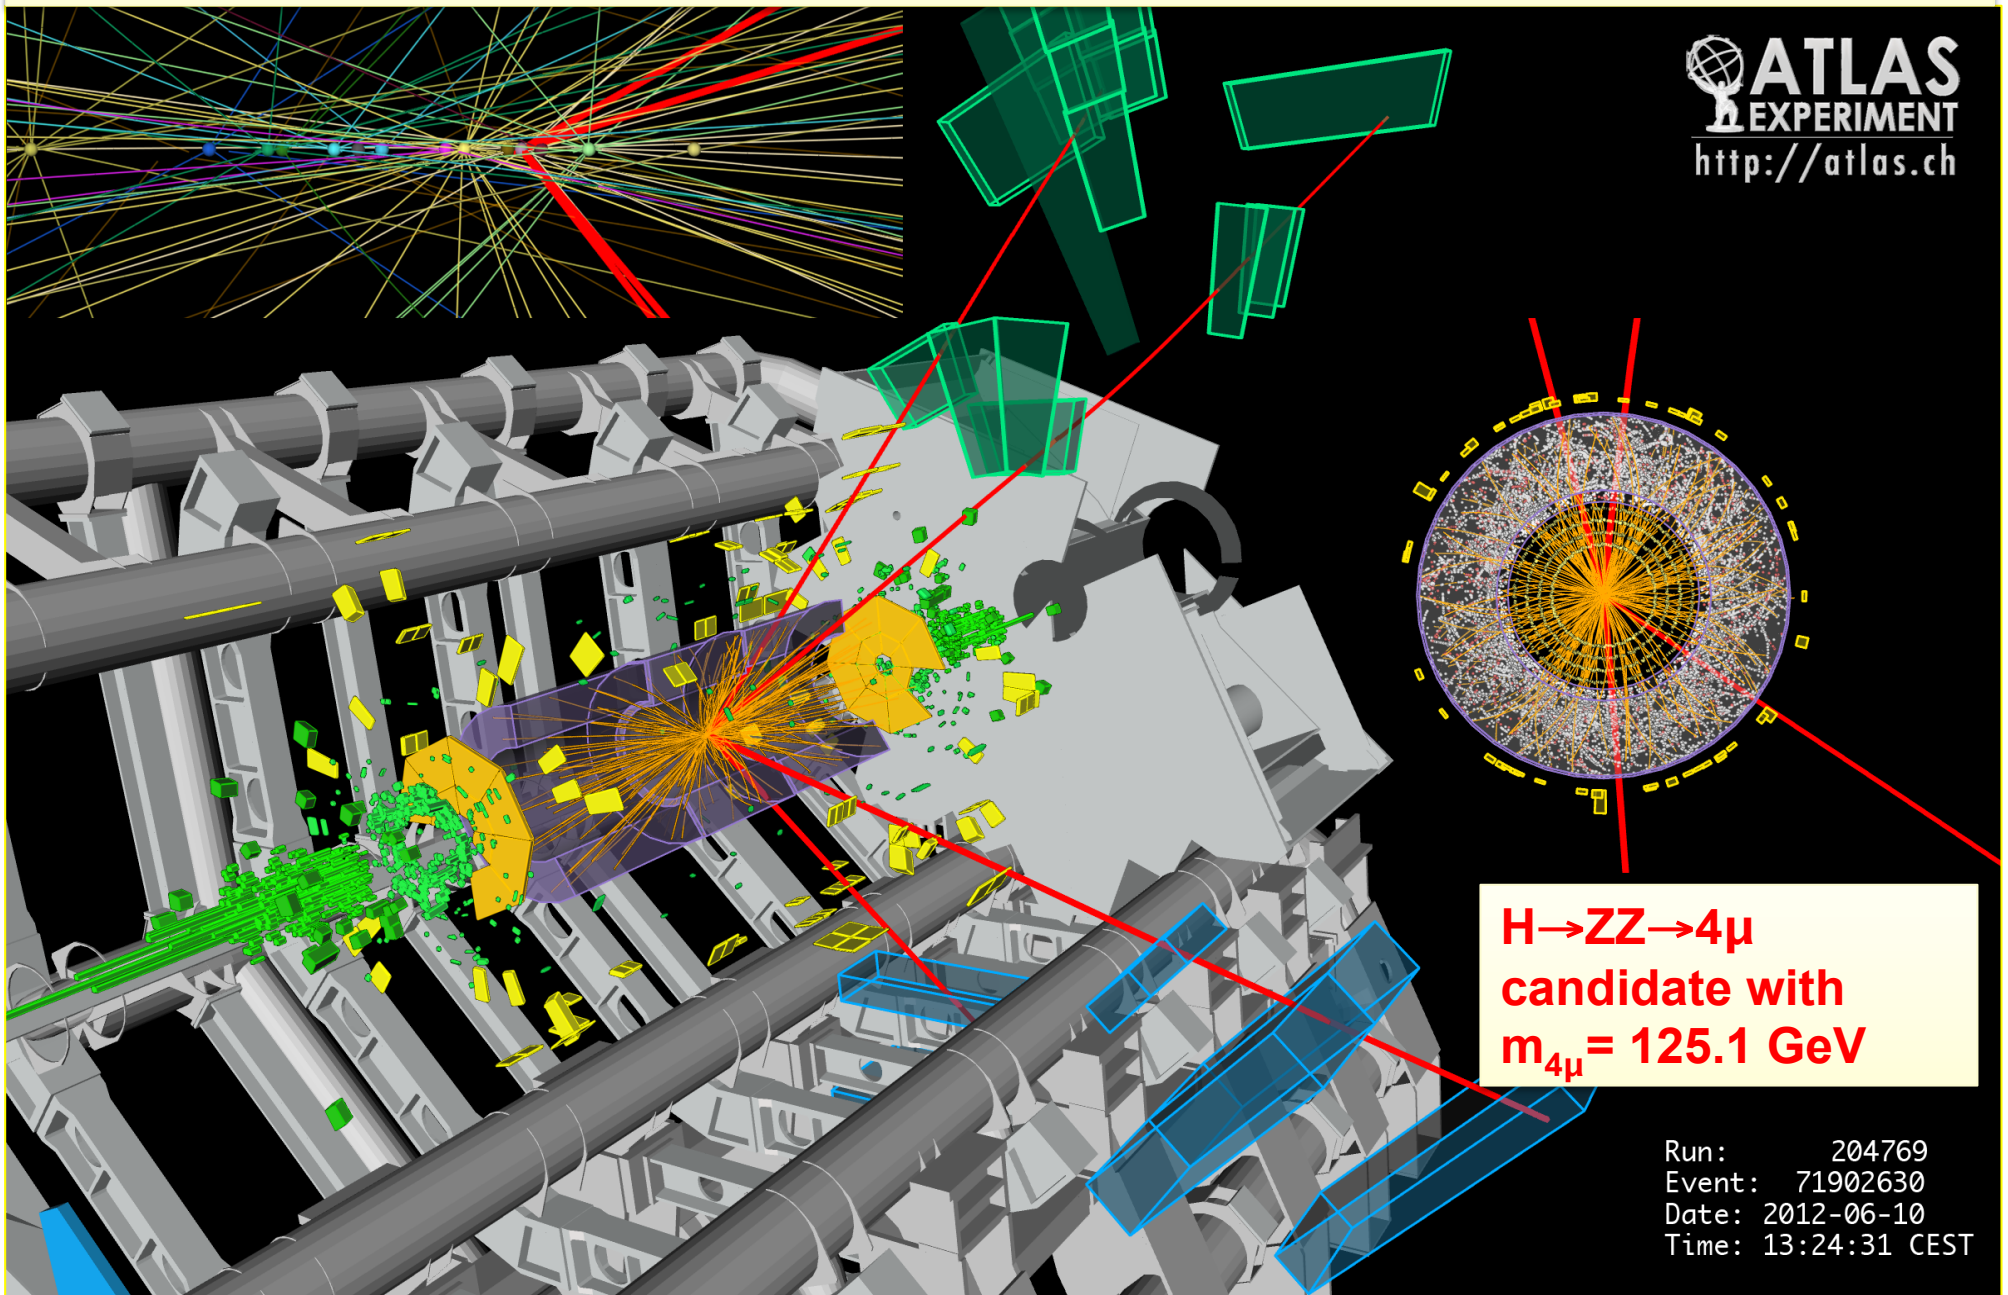 ATLAS
EXPERIMENT
http://atlas.ch
H→ZZ→4μ
candidate with
m4μ= 125.1 GeV
Run: 204769
Event: 71902630
Date: 2012-06-10
Time: 13:24:31 CEST